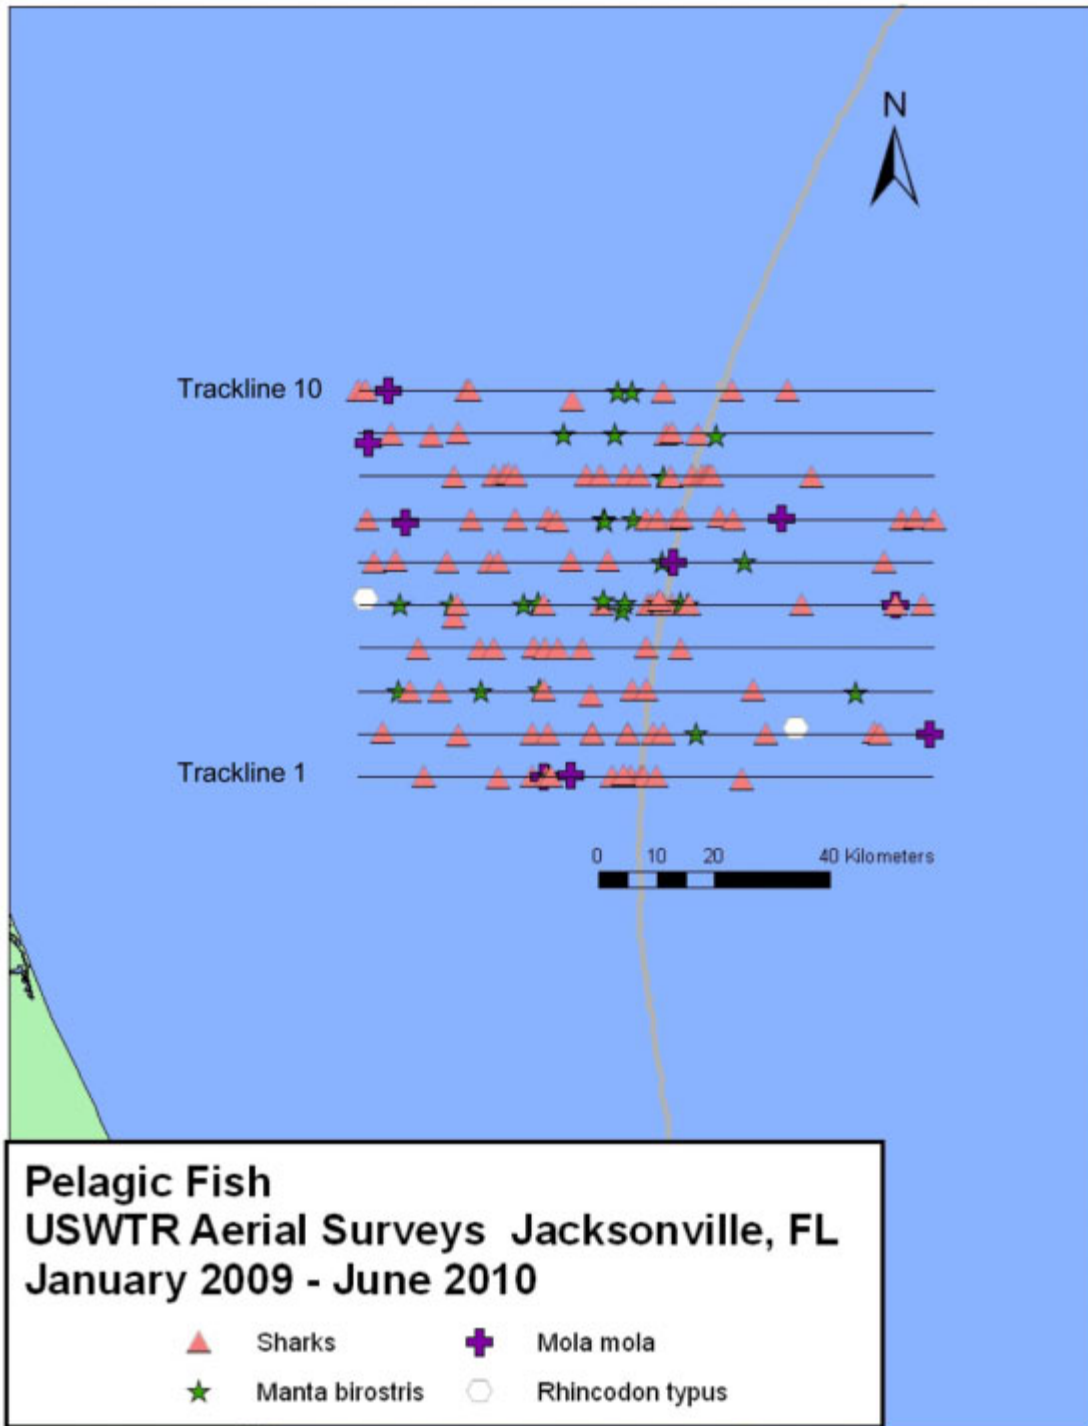 N
Trackline 10
Trackline 1
0 10 20 40 Kilometers
Pelagic Fish
USWTR Aerial Surveys Jacksonville, FL
January 2009 - June 2010
Sharks Mola mola
Manta birostris Rhincodon typus